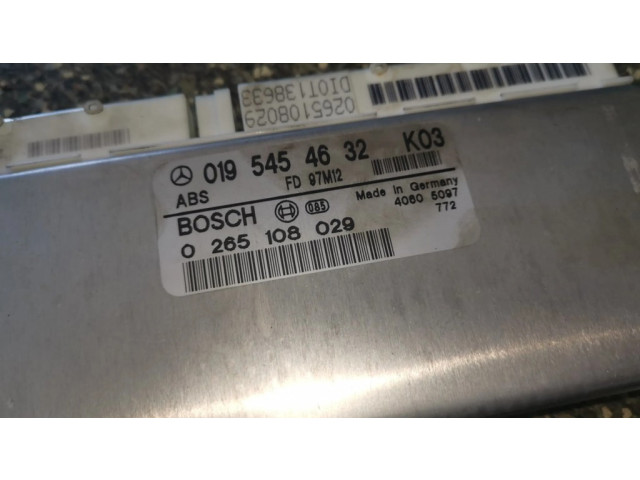 0265108029
DIOT138633
019 545 46 32 K03
ABS FD 97M12
BOSCH 085 Made in Germany
0 265 108 029 4060 5097
772